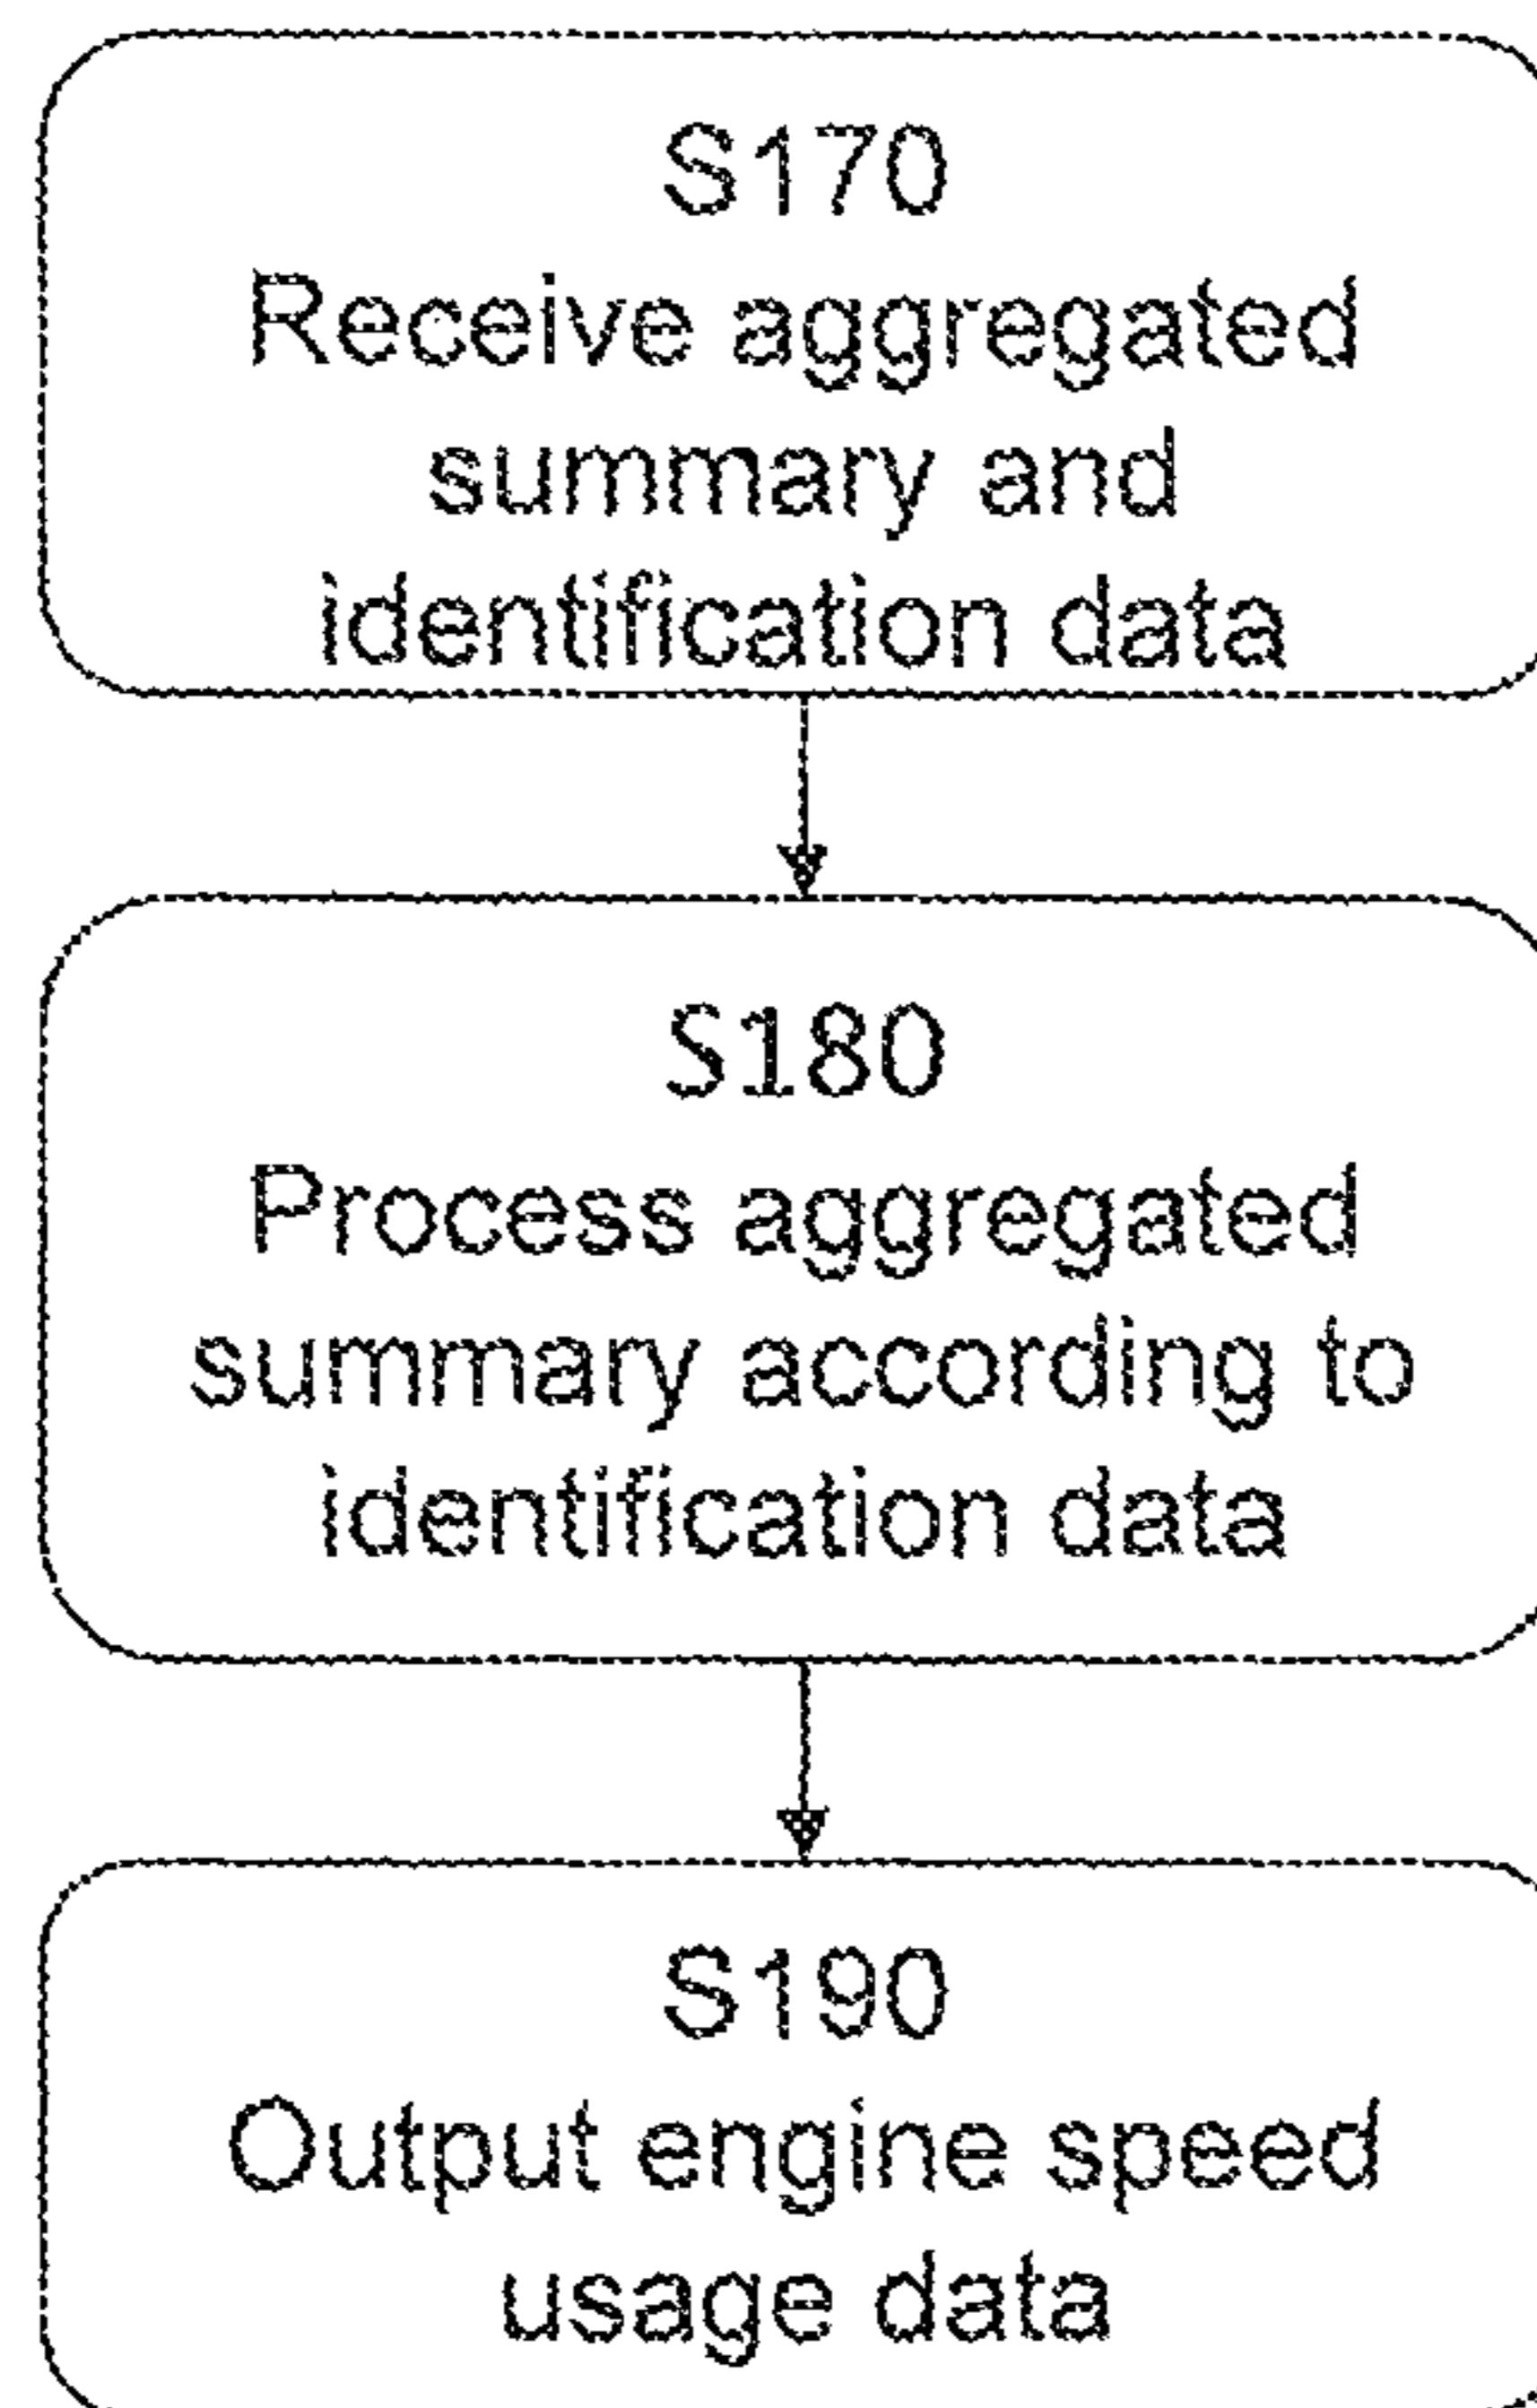 S170
Receive aggregated
summary and
identification data
S180
Process aggregated
summary according to
identification data
S190
Output engine speed
usage data